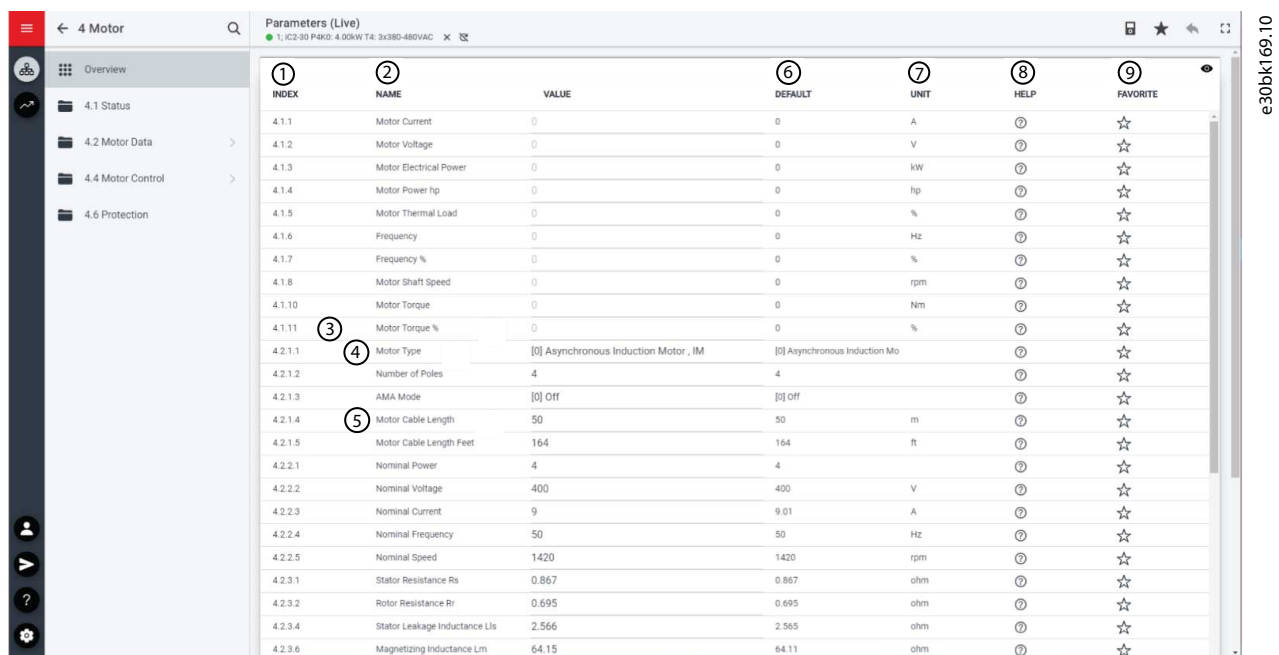 4 Motor
Parameters (Live)
1; iC2-30 P4K0: 4.00kW T4: 3x380-480VAC
Overview
4.1 Status
4.2 Motor Data
4.4 Motor Control
4.6 Protection
1 2 6 7 8 9
INDEX NAME VALUE DEFAULT UNIT HELP FAVORITE
4.1.1 Motor Current 0 0 A
4.1.2 Motor Voltage 0 0 V
4.1.3 Motor Electrical Power 0 0 kW
4.1.4 Motor Power hp 0 0 hp
4.1.5 Motor Thermal Load 0 0 %
4.1.6 Frequency 0 0 Hz
4.1.7 Frequency % 0 0 %
4.1.8 Motor Shaft Speed 0 0 rpm
4.1.10 Motor Torque 0 0 Nm
4.1.11 3 Motor Torque % 0 0 %
4.2.1.1 4 Motor Type [0] Asynchronous Induction Motor , IM [0] Asynchronous Induction Mo
4.2.1.2 Number of Poles 4 4
4.2.1.3 AMA Mode [0] Off [0] Off
4.2.1.4 5 Motor Cable Length 50 50 m
4.2.1.5 Motor Cable Length Feet 164 164 ft
4.2.2.1 Nominal Power 4 4
4.2.2.2 Nominal Voltage 400 400 V
4.2.2.3 Nominal Current 9 9.01 A
4.2.2.4 Nominal Frequency 50 50 Hz
4.2.2.5 Nominal Speed 1420 1420 rpm
4.2.3.1 Stator Resistance Rs 0.867 0.867 ohm
4.2.3.2 Rotor Resistance Rr 0.695 0.695 ohm
4.2.3.4 Stator Leakage Inductance Lls 2.566 2.565 ohm
4.2.3.6 Magnetizing Inductance Lm 64.15 64.11 ohm
e30bk169.10